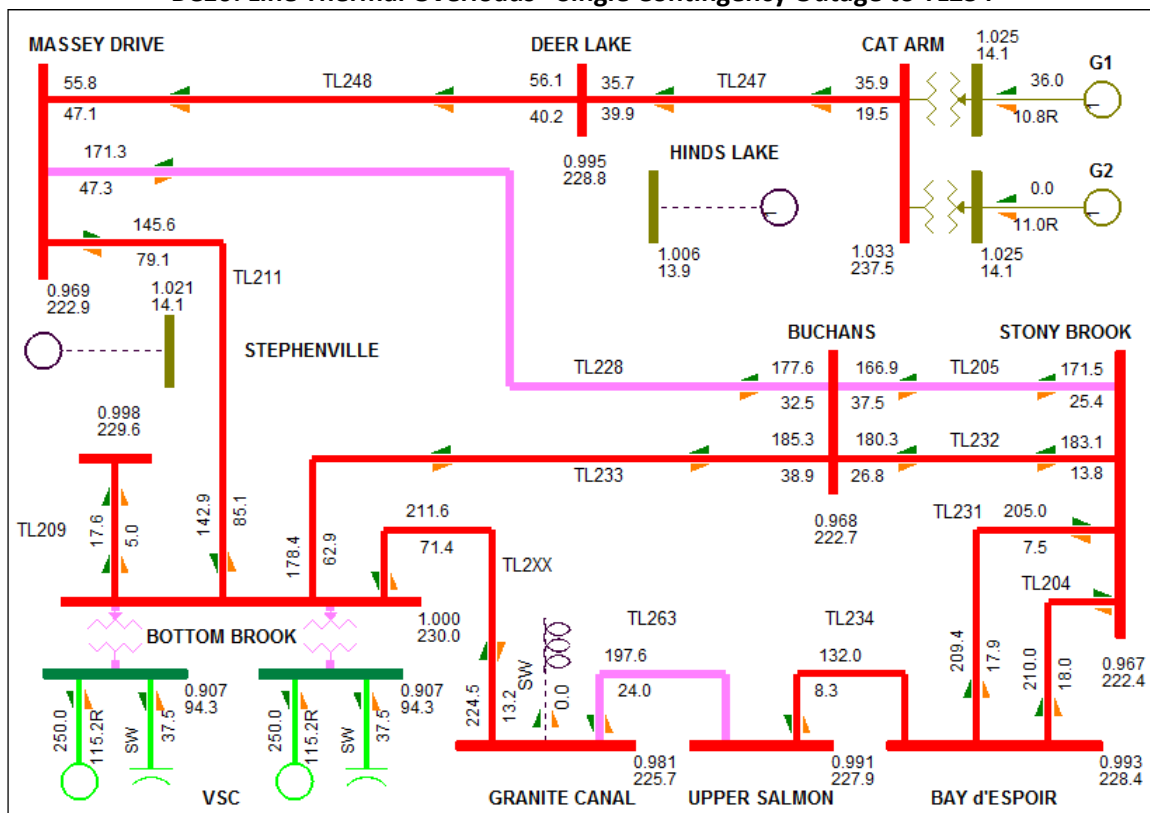 MASSEY DRIVE
DEER LAKE
CAT ARM
1.025
14.1
G1
55.8
TL248
56.1
35.7
TL247
35.9
36.0
47.1
40.2
39.9
19.5
10.8R
171.3
47.3
0.995
228.8
HINDS LAKE
G2
0.0
11.0R
145.6
79.1
TL211
1.006
13.9
1.033
237.5
1.025
14.1
0.969
222.9
1.021
14.1
STEPHENVILLE
BUCHANS
STONY BROOK
TL228
177.6
166.9
TL205
171.5
32.5
37.5
25.4
0.998
229.6
185.3
180.3
TL232
183.1
TL233
38.9
26.8
13.8
TL209
17.6
5.0
142.9
85.1
178.4
62.9
211.6
71.4
TL2XX
0.968
222.7
TL231
205.0
7.5
TL204
1.000
230.0
BOTTOM BROOK
TL263
TL234
197.6
132.0
24.0
8.3
209.4
17.9
210.0
18.0
0.967
222.4
0.907
94.3
0.907
94.3
224.5
13.2
SW
0.0
250.0
115.2R
SW
37.5
250.0
115.2R
SW
37.5
0.981
225.7
0.991
227.9
0.993
228.4
VSC
GRANITE CANAL
UPPER SALMON
BAY d'ESPOIR